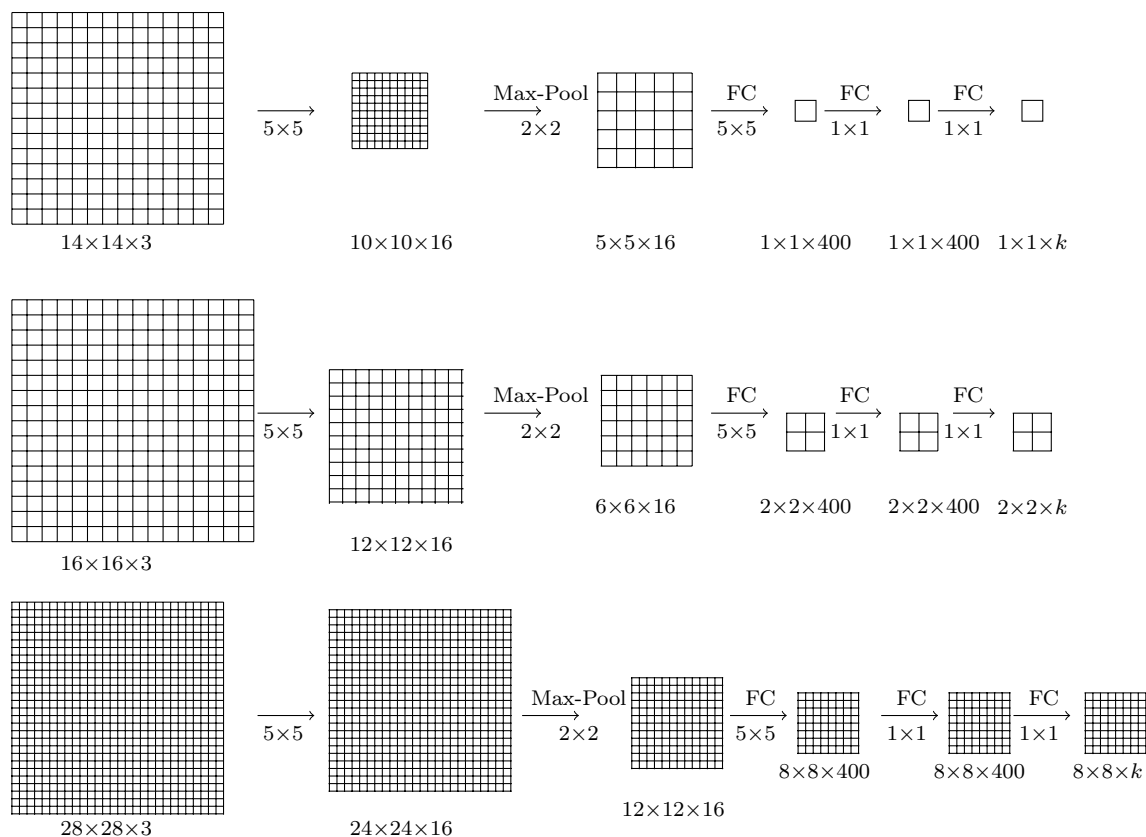 Max-Pool FC FC FC
5×5 2×2 5×5 1×1 1×1
14×14×3 10×10×16 5×5×16 1×1×400 1×1×400 1×1×k
Max-Pool FC FC FC
5×5 2×2 5×5 1×1 1×1
6×6×16 2×2×400 2×2×400 2×2×k
12×12×16
16×16×3
Max-Pool FC FC FC
5×5 2×2 5×5 1×1 1×1
8×8×400 8×8×400 8×8×k
12×12×16
28×28×3 24×24×16